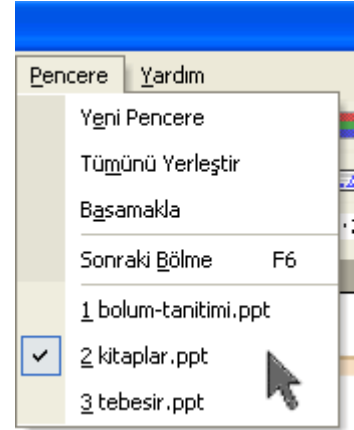 Pencere Yardım
Yeni Pencere
Tümünü Yerleştir
Basamakla
Sonraki Bölme F6
1 bolum-tanitimi.ppt
2 kitaplar.ppt
3 tebesir.ppt